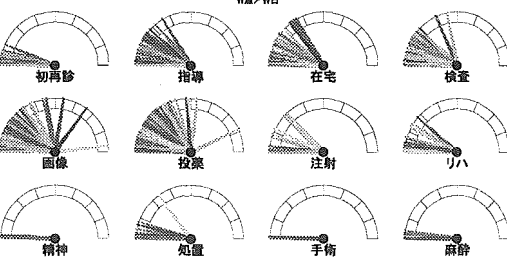 初再診 指導 在宅 検査
画像 投薬 注射 リハ
精神 処置 手術 麻酔